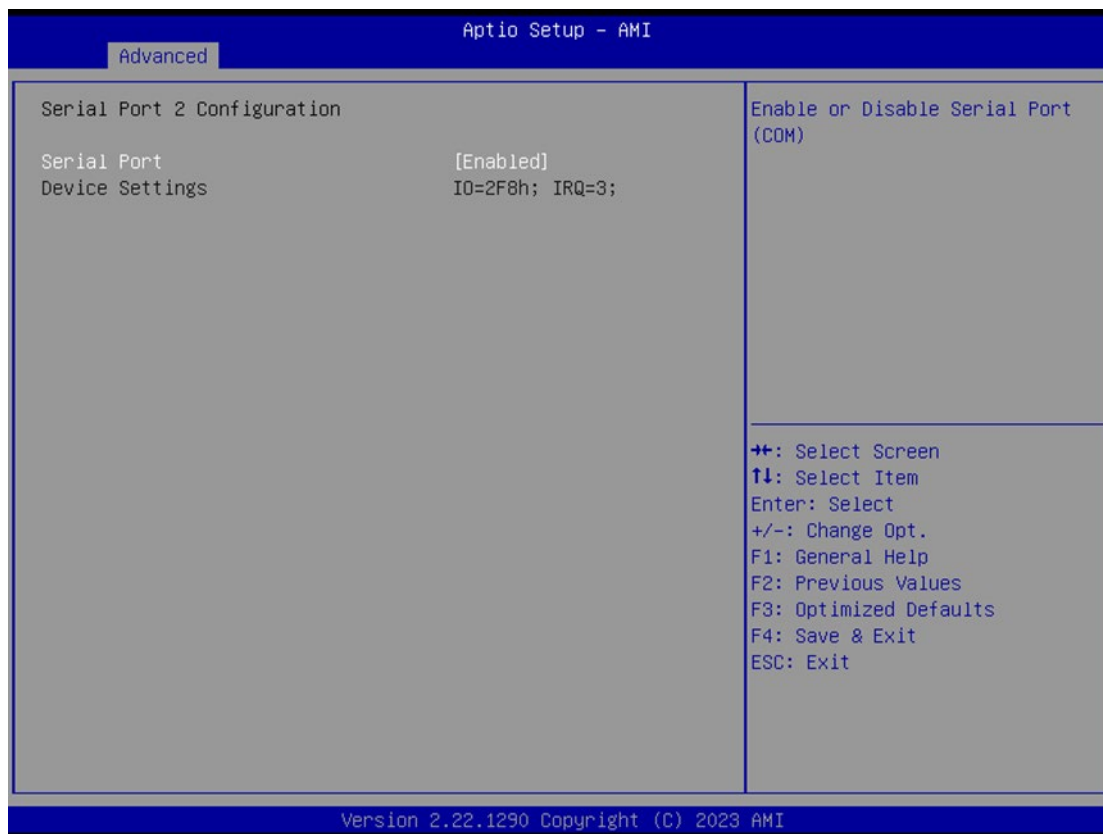 Aptio Setup – AMI
Advanced
Serial Port 2 Configuration
Serial Port [Enabled]
Device Settings IO=2F8h; IRQ=3;
Enable or Disable Serial Port
(COM)
→←: Select Screen
↑↓: Select Item
Enter: Select
+/-: Change Opt.
F1: General Help
F2: Previous Values
F3: Optimized Defaults
F4: Save & Exit
ESC: Exit
Version 2.22.1290 Copyright (C) 2023 AMI